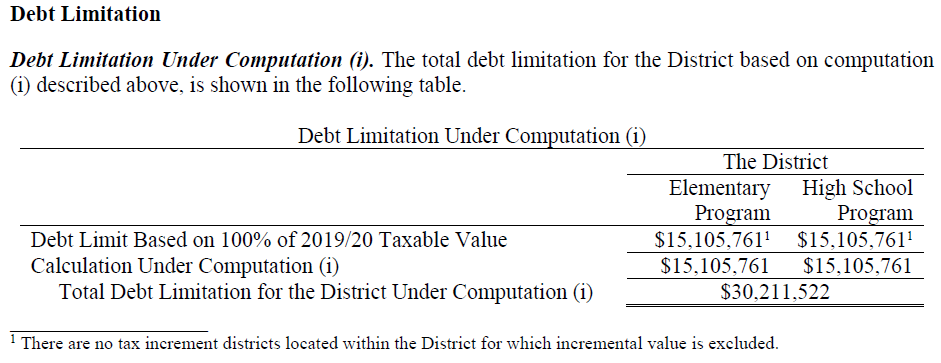 Debt Limitation
Debt Limitation Under Computation (i). The total debt limitation for the District based on computation
(i) described above, is shown in the following table.
Debt Limitation Under Computation (i)
The District
Elementary High School
Program Program
Debt Limit Based on 100% of 2019/20 Taxable Value $15,105,761¹ $15,105,761¹
Calculation Under Computation (i) $15,105,761 $15,105,761
Total Debt Limitation for the District Under Computation (i) $30,211,522
¹ There are no tax increment districts located within the District for which incremental value is excluded.